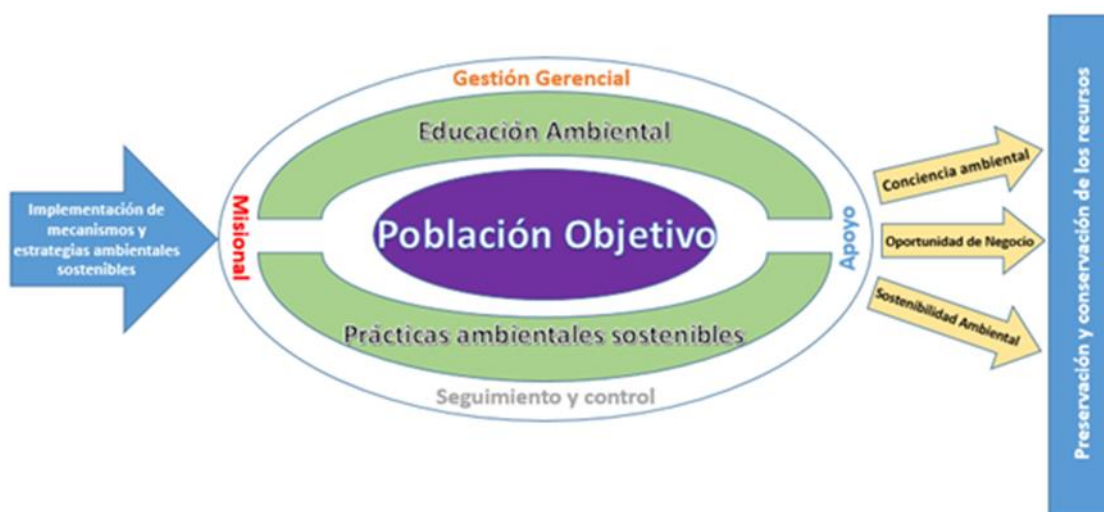 Implementación de
mecanismos y
estrategias ambientales
sostenibles
Misional
Gestión Gerencial
Educación Ambiental
Población Objetivo
Prácticas ambientales sostenibles
Seguimiento y control
Apoyo
Conciencia ambiental
Oportunidad de Negocio
Sostenibilidad Ambiental
Preservación y conservación de los recursos